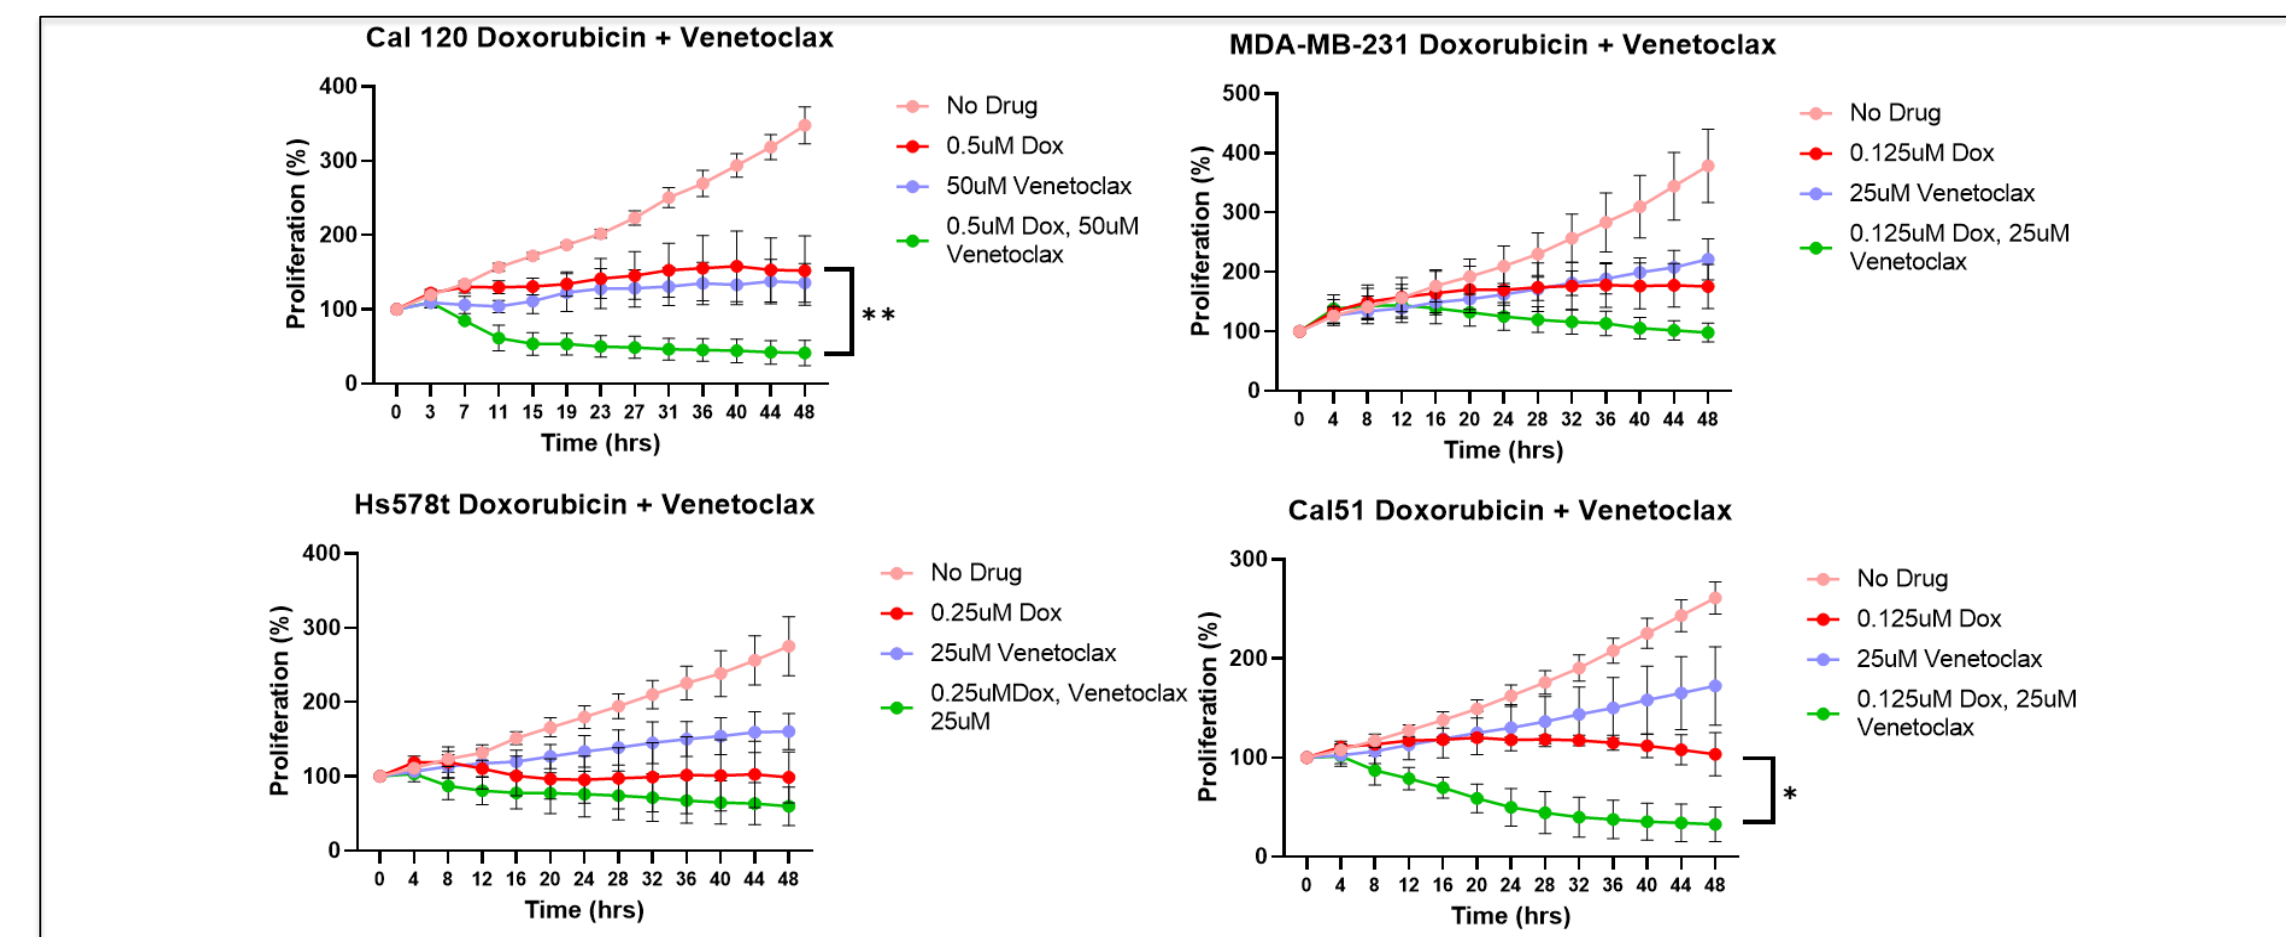 Cal 120 Doxorubicin + Venetoclax
400
300
200
100
0
Proliferation (%)
0 3 7 11 15 19 23 27 31 36 40 44 48
Time (hrs)
No Drug
0.5uM Dox
50uM Venetoclax
0.5uM Dox, 50uM
Venetoclax
**
MDA-MB-231 Doxorubicin + Venetoclax
500
400
300
200
100
0
Proliferation (%)
0 4 8 12 16 20 24 28 32 36 40 44 48
Time (hrs)
No Drug
0.125uM Dox
25uM Venetoclax
0.125uM Dox, 25uM
Venetoclax
Hs578t Doxorubicin + Venetoclax
400
300
200
100
0
Proliferation (%)
0 4 8 12 16 20 24 28 32 36 40 44 48
Time (hrs)
No Drug
0.25uM Dox
25uM Venetoclax
0.25uMDox, Venetoclax
25uM
Cal51 Doxorubicin + Venetoclax
300
200
100
0
Proliferation (%)
0 4 8 12 16 20 24 28 32 36 40 44 48
Time (hrs)
No Drug
0.125uM Dox
25uM Venetoclax
0.125uM Dox, 25uM
Venetoclax
*